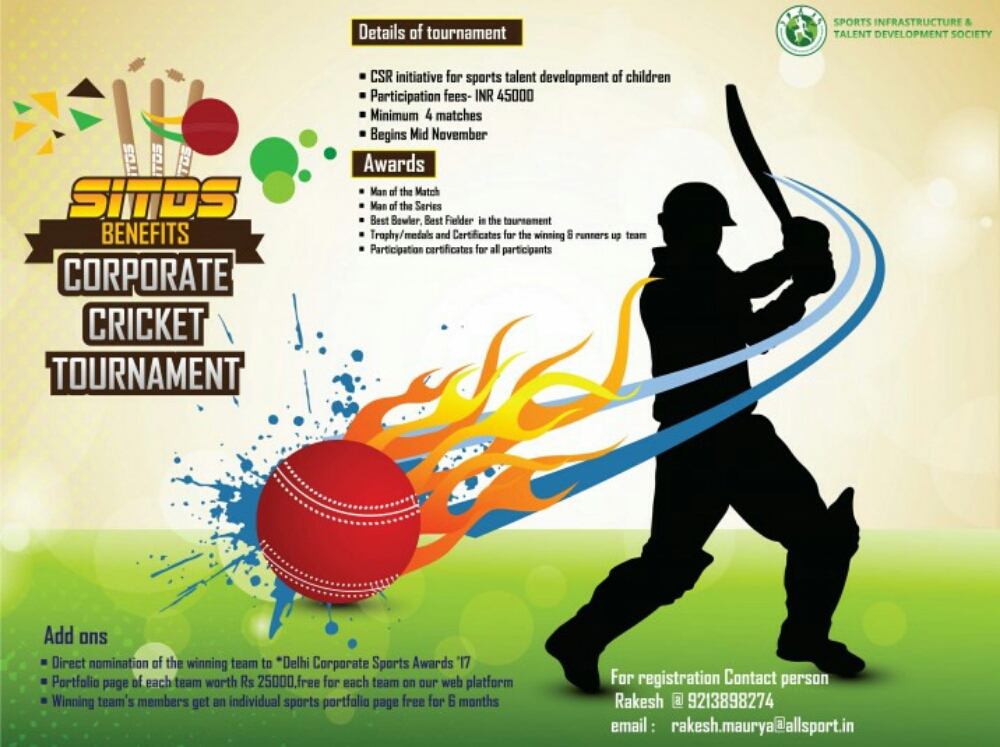 SPORTS INFRASTRUCTURE &
TALENT DEVELOPMENT SOCIETY
Details of tournament
▪ CSR initiative for sports talent development of children
▪ Participation fees- INR 45000
▪ Minimum 4 matches
▪ Begins Mid November
Awards
▪ Man of the Match
▪ Man of the Series
▪ Best Bowler, Best Fielder in the tournament
▪ Trophy/medals and Certificates for the winning & runners up team
▪ Participation certificates for all participants
SITDS
BENEFITS
CORPORATE
CRICKET
TOURNAMENT
Add ons
▪ Direct nomination of the winning team to *Delhi Corporate Sports Awards '17
▪ Portfolio page of each team worth Rs 25000,free for each team on our web platform
▪ Winning team's members get an individual sports portfolio page free for 6 months
For registration Contact person
Rakesh @ 9213898274
email : rakesh.maurya@allsport.in